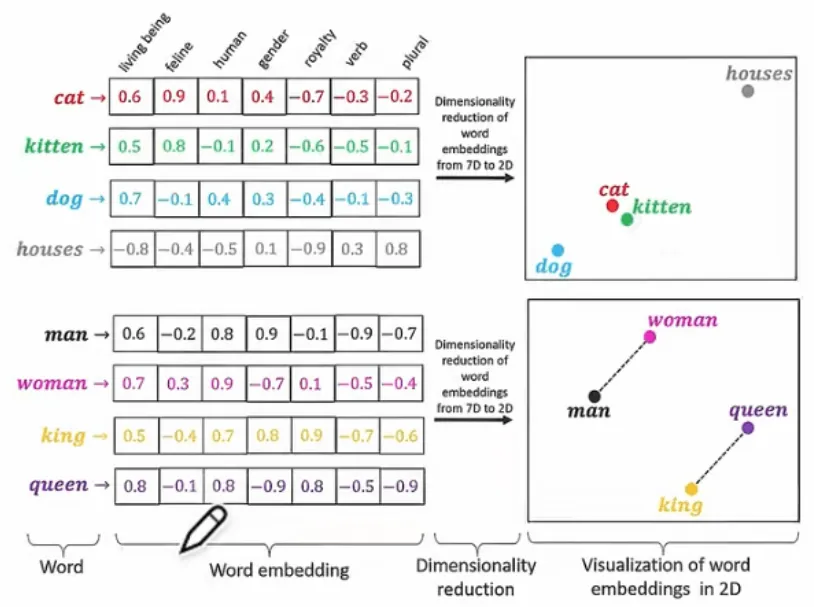 living being feline human gender royalty verb plural
cat → 0.6 0.9 0.1 0.4 −0.7 −0.3 −0.2
kitten → 0.5 0.8 −0.1 0.2 −0.6 −0.5 −0.1
dog → 0.7 −0.1 0.4 0.3 −0.4 −0.1 −0.3
houses → −0.8 −0.4 −0.5 0.1 −0.9 0.3 0.8
Dimensionality
reduction of
word
embeddings
from 7D to 2D
houses
cat
kitten
dog
man → 0.6 −0.2 0.8 0.9 −0.1 −0.9 −0.7
woman → 0.7 0.3 0.9 −0.7 0.1 −0.5 −0.4
king → 0.5 −0.4 0.7 0.8 0.9 −0.7 −0.6
queen → 0.8 −0.1 0.8 −0.9 0.8 −0.5 −0.9
Dimensionality
reduction of
word
embeddings
from 7D to 2D
woman
man
queen
king
Word
Word embedding
Dimensionality
reduction
Visualization of word
embeddings in 2D